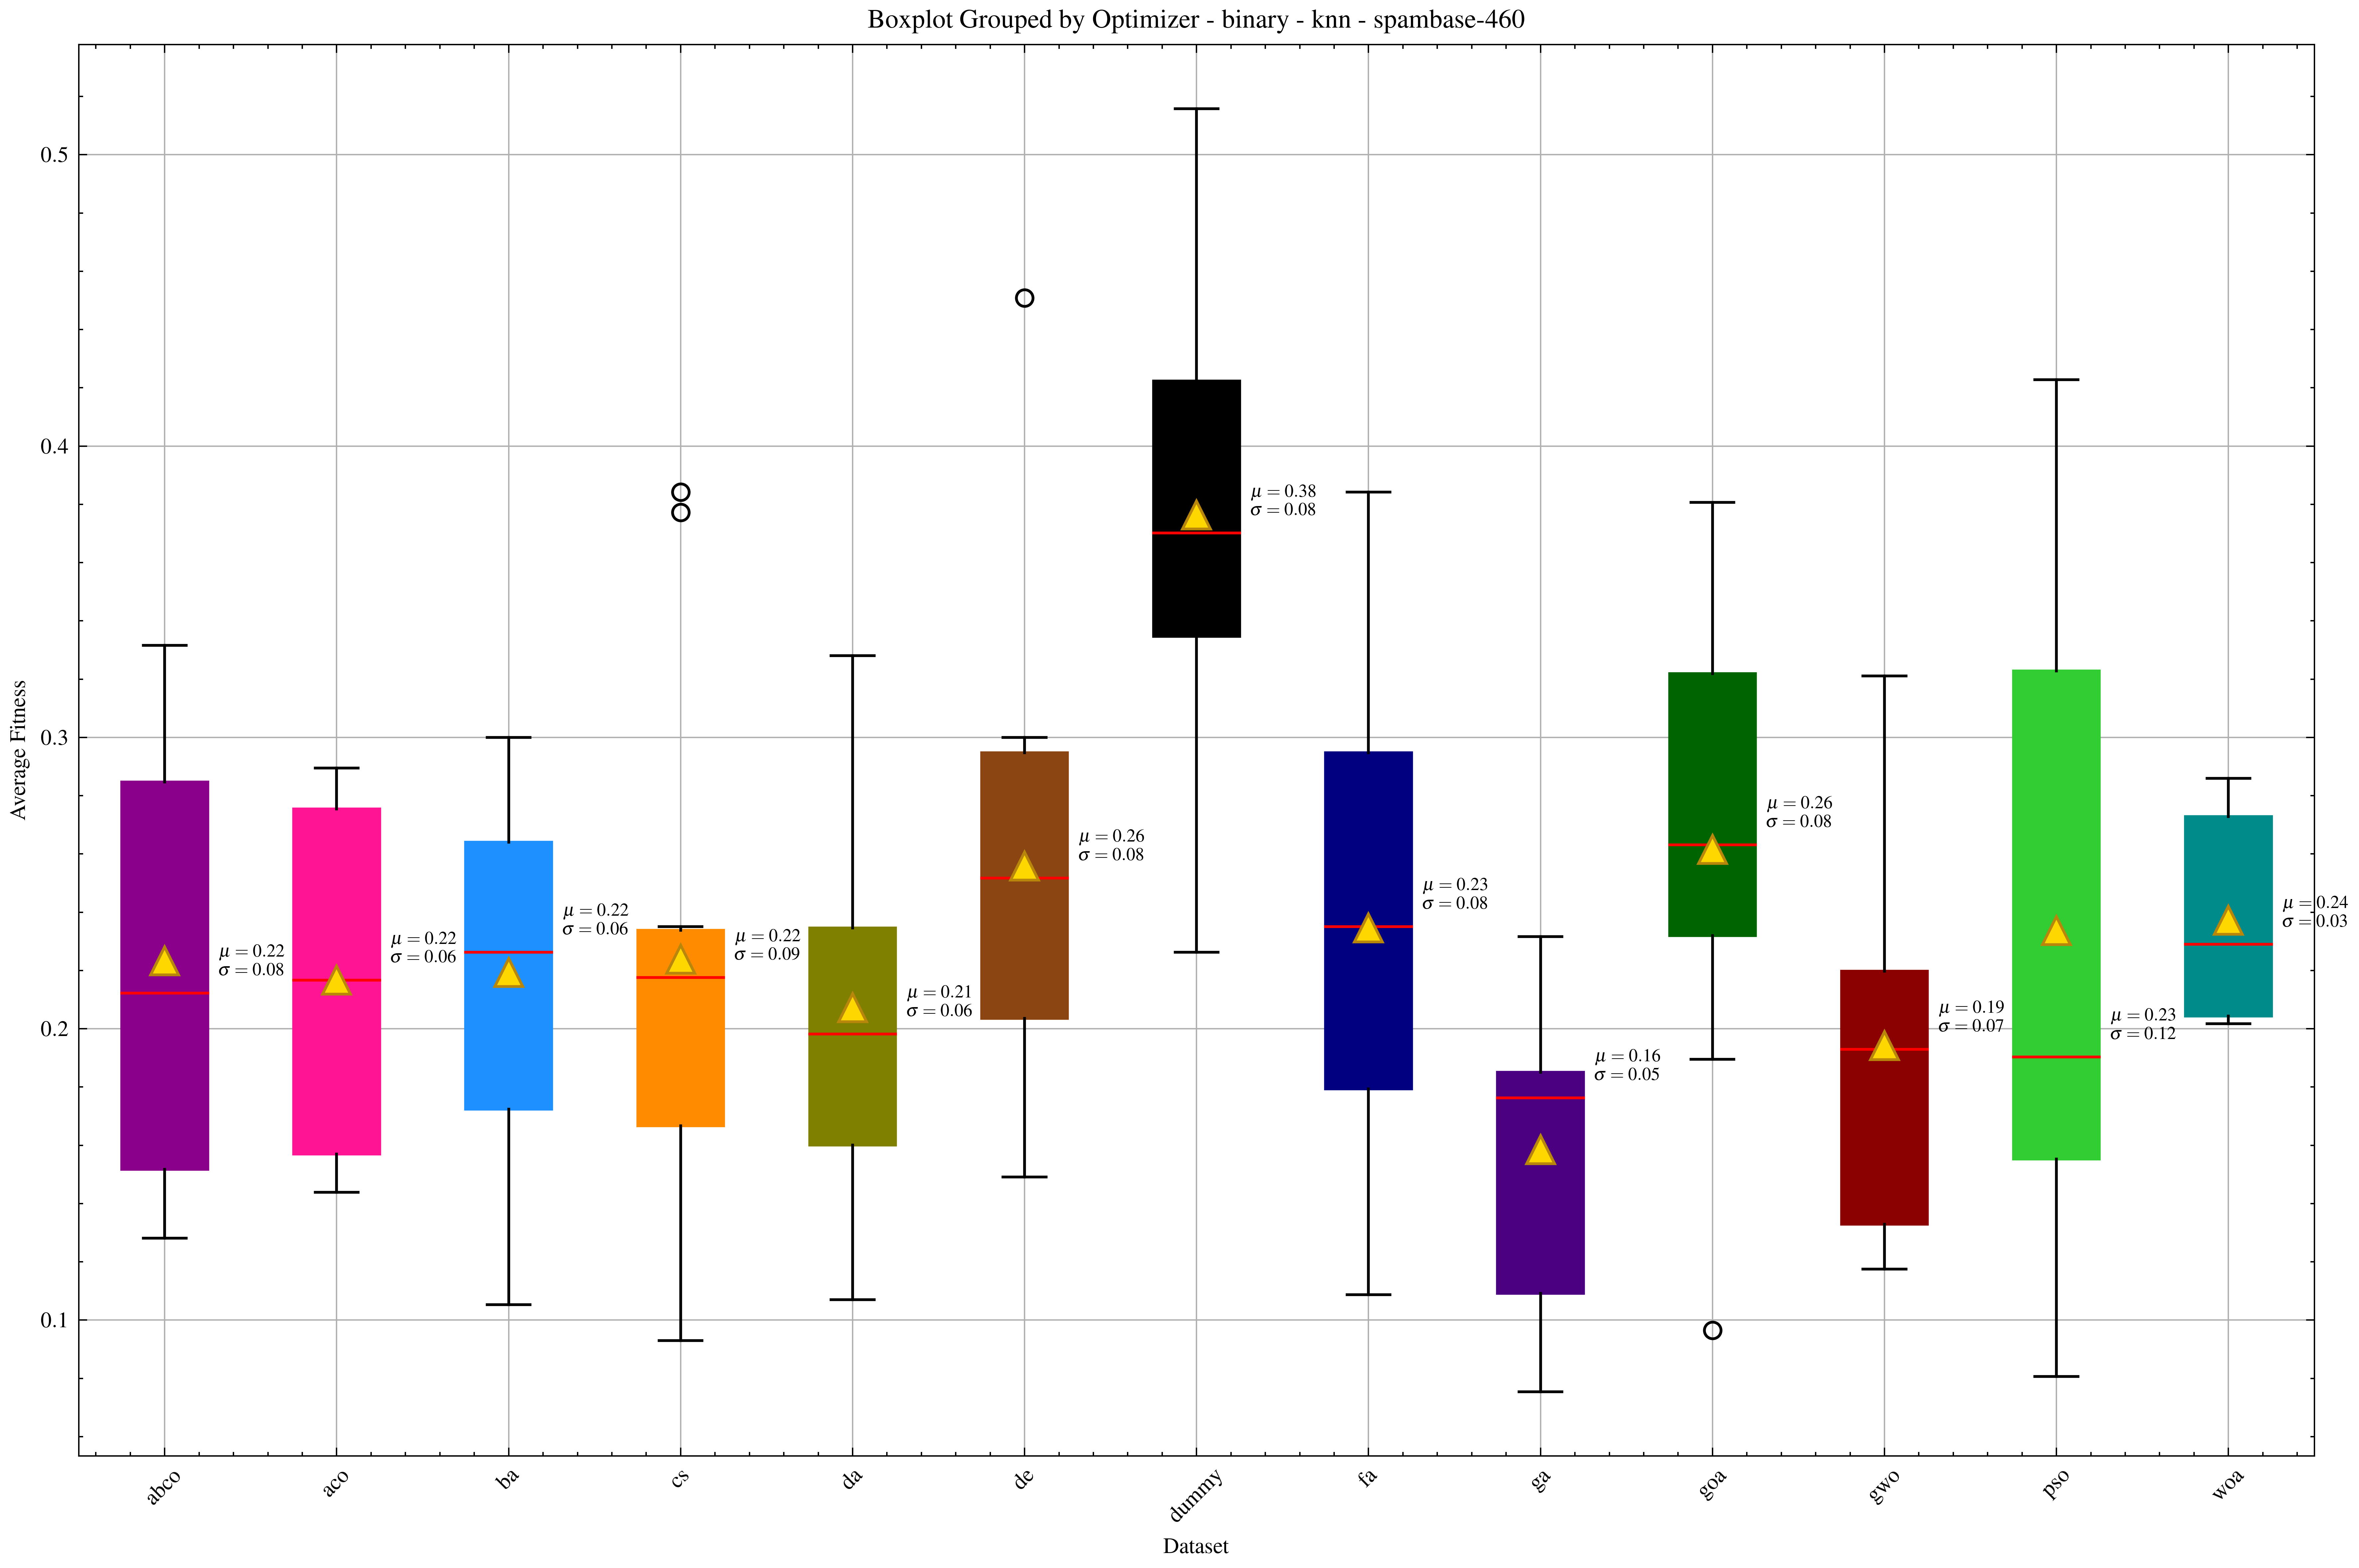 Boxplot Grouped by Optimizer - binary - knn - spambase-460
Average Fitness
0.5
0.4
0.3
0.2
0.1
μ = 0.22
σ = 0.08
μ = 0.22
σ = 0.06
μ = 0.22
σ = 0.06
μ = 0.22
σ = 0.09
μ = 0.21
σ = 0.06
μ = 0.26
σ = 0.08
μ = 0.38
σ = 0.08
μ = 0.23
σ = 0.08
μ = 0.16
σ = 0.05
μ = 0.26
σ = 0.08
μ = 0.19
σ = 0.07
μ = 0.23
σ = 0.12
μ = 0.24
σ = 0.03
abco
aco
ba
cs
da
de
dummy
fa
ga
goa
gwo
pso
woa
Dataset